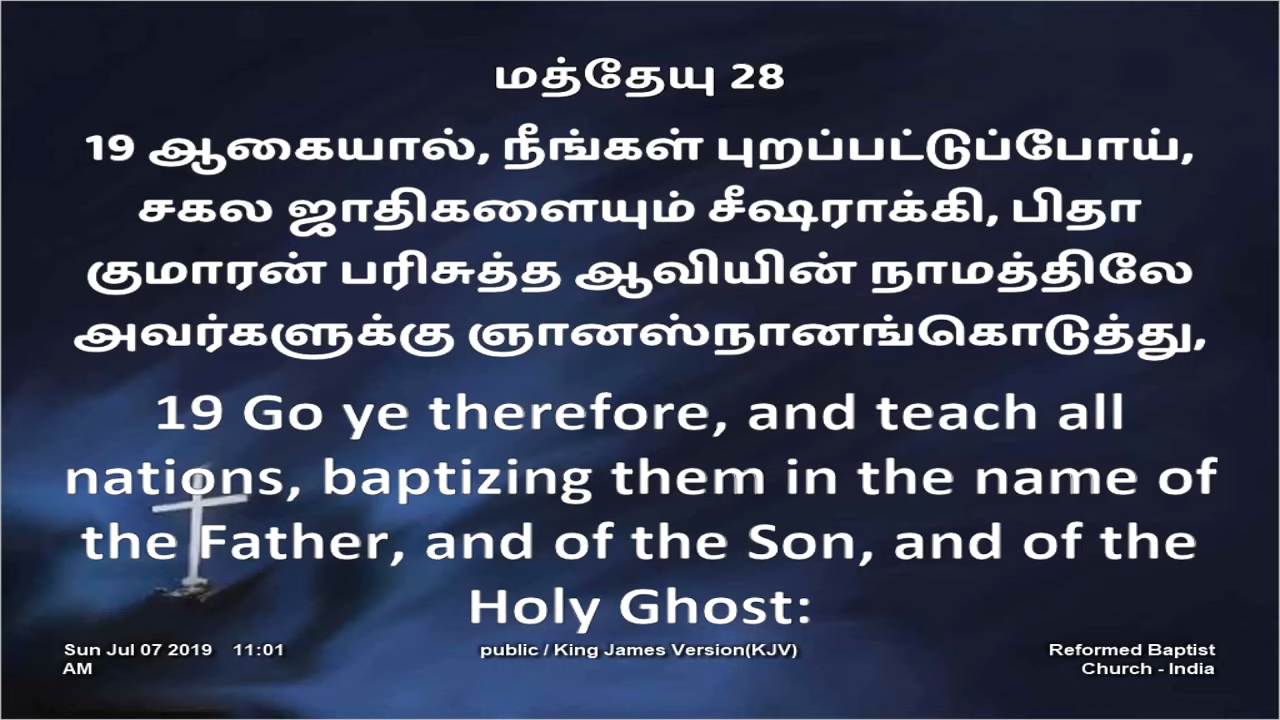 மத்தேயு 28
19 ஆகையால், நீங்கள் புறப்பட்டுப்போய்,
சகல ஜாதிகளையும் சீஷராக்கி, பிதா
குமாரன் பரிசுத்த ஆவியின் நாமத்திலே
அவர்களுக்கு ஞானஸ்நானங்கொடுத்து,
19 Go ye therefore, and teach all
nations, baptizing them in the name of
the Father, and of the Son, and of the
Holy Ghost:
Sun Jul 07 2019 11:01
AM
public / King James Version(KJV)
Reformed Baptist
Church - India